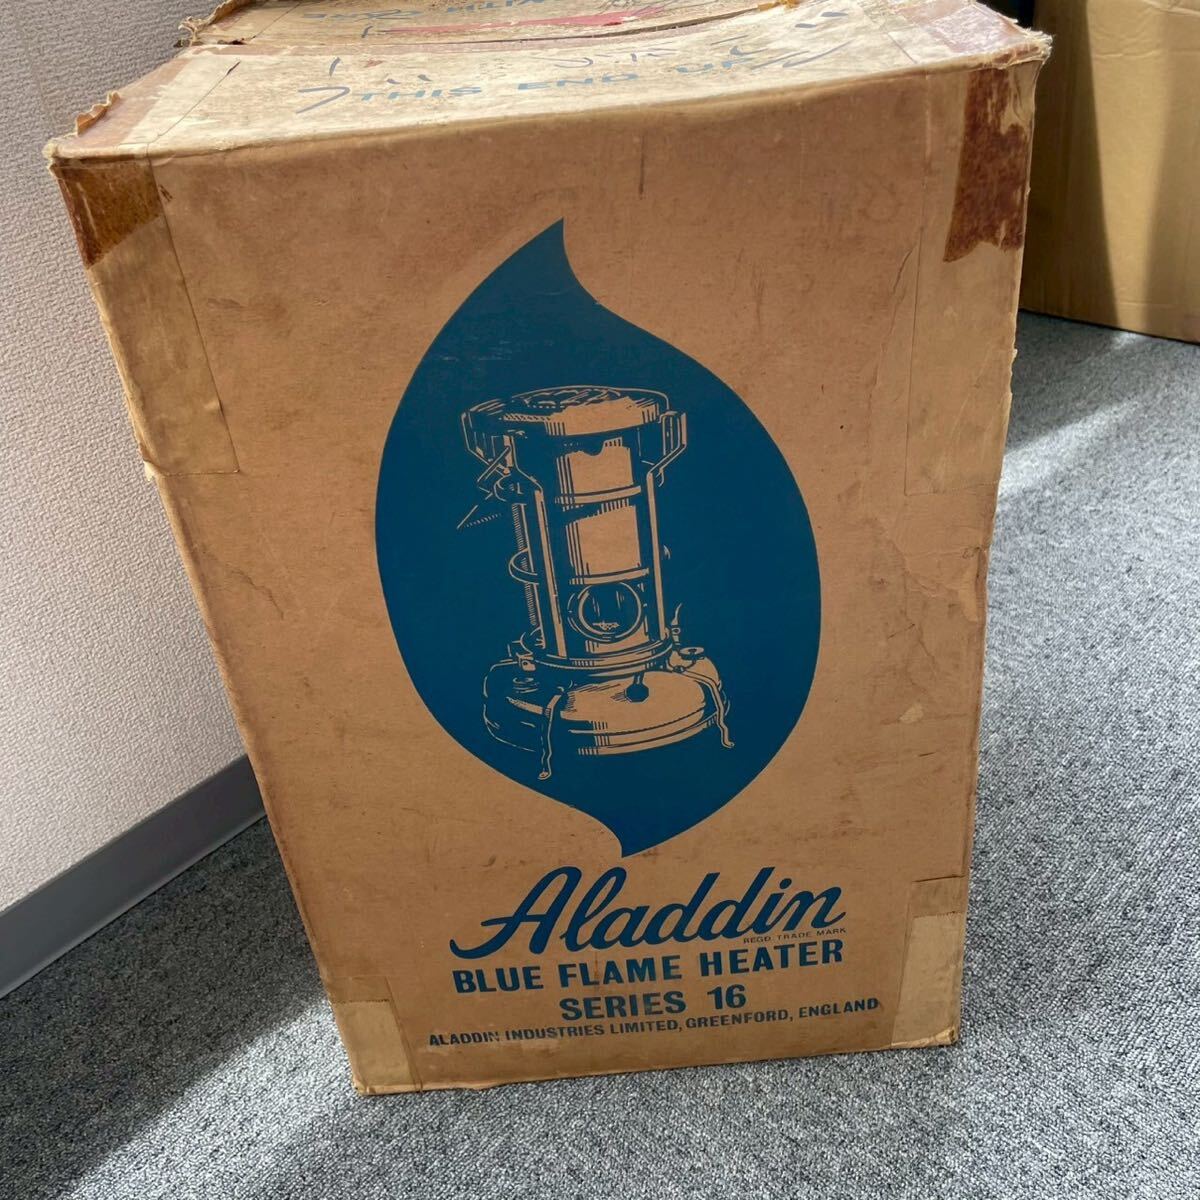 THIS END UP
Aladdin
REGD. TRADE MARK
BLUE FLAME HEATER
SERIES 16
ALADDIN INDUSTRIES LIMITED, GREENFORD, ENGLAND